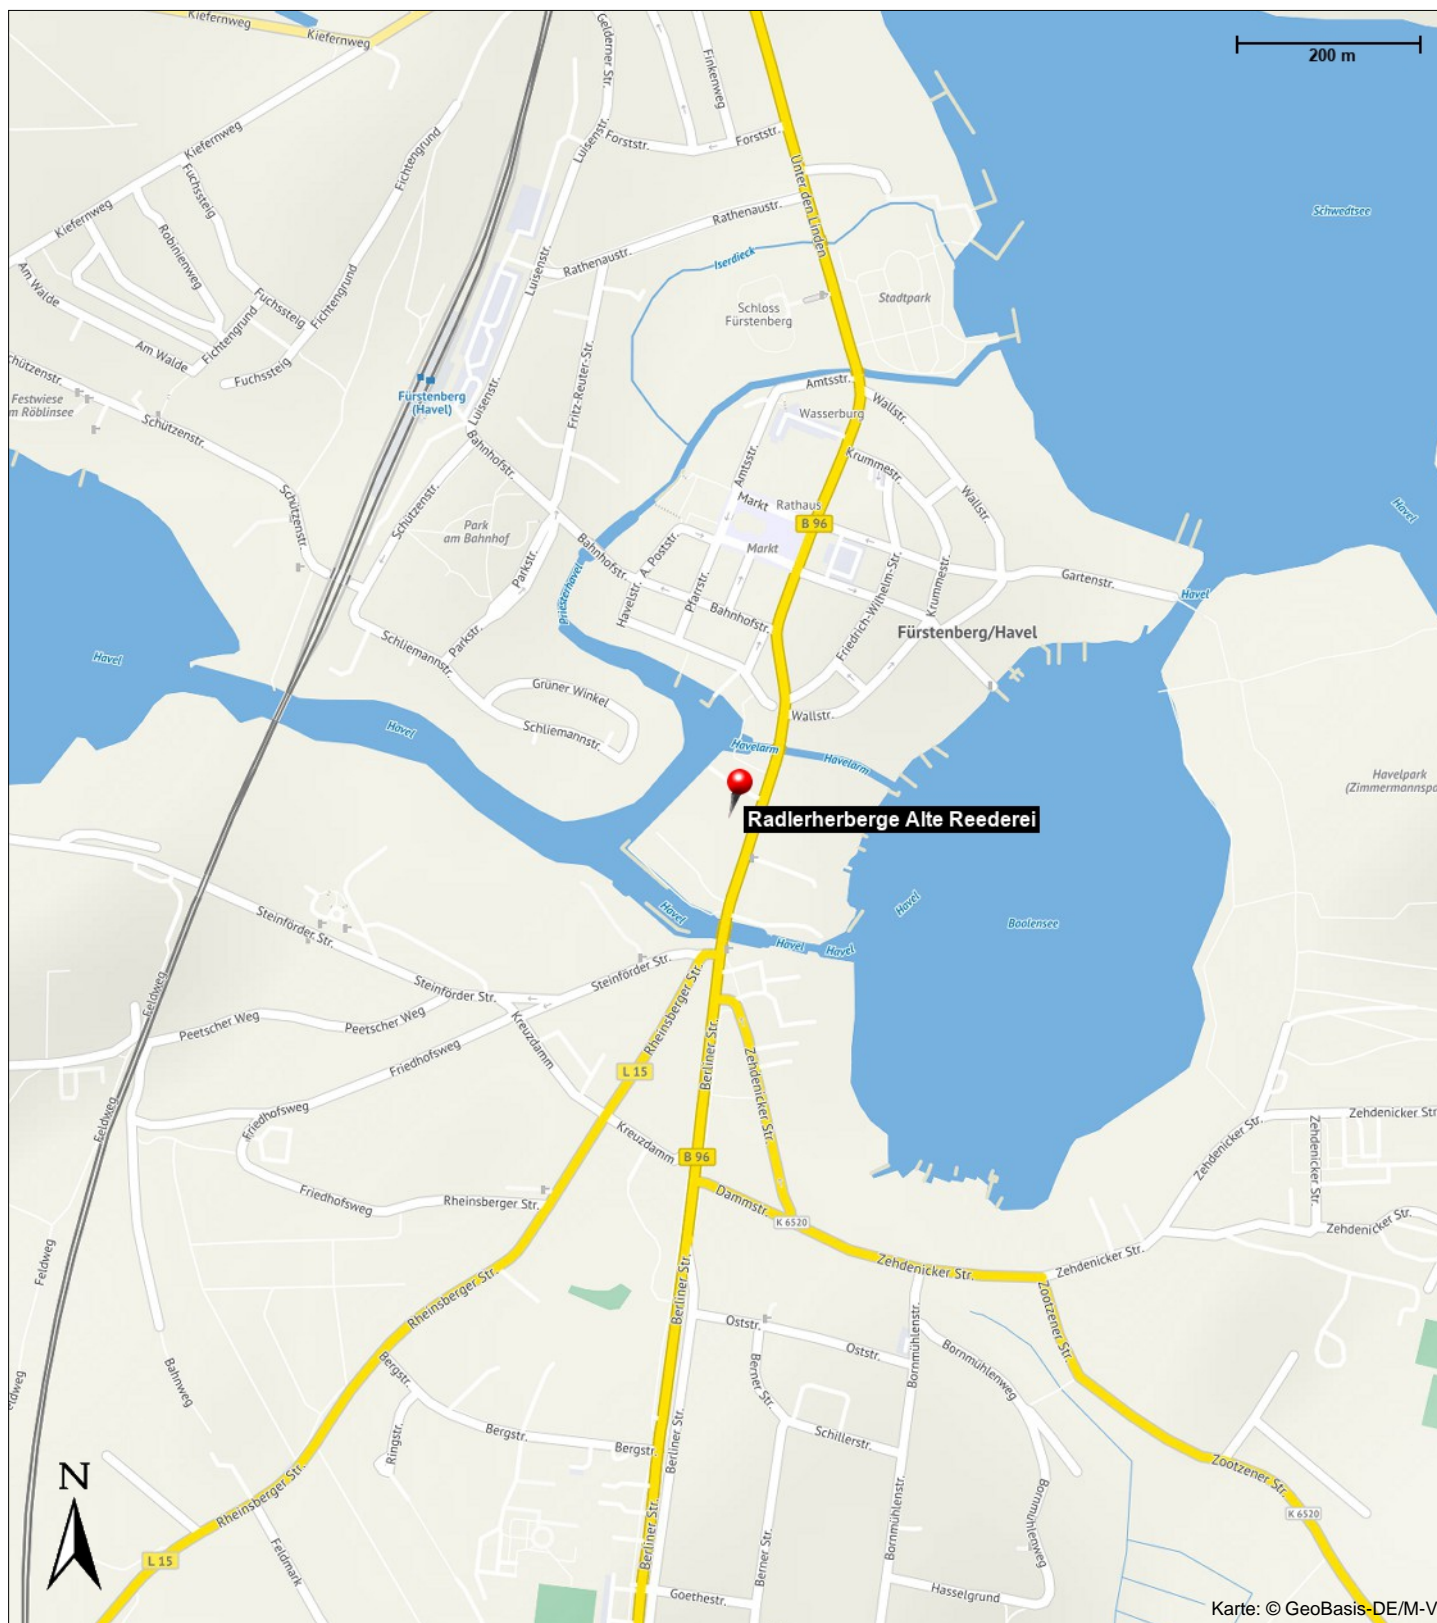 Kiefernweg
Kiefernweg
Gelderner Str.
Finkenweg
200 m
Kiefernweg
Fichtengrund
Luisenstr.
Forststr.
Forststr.
Unter den Linden
Fuchssteig
Kiefernweg
Robinienweg
Rathenaustr.
Schwedtsee
Iserdieck
Rathenaustr.
Luisenstr.
Am Walde
Fuchssteig
Fichtengrund
Stadtpark
Schloss
Fürstenberg
Fichtengrund
Am Walde
Fuchssteig
chützenstr.
Festwiese
m Röblinsee
Fürstenberg
(Havel)
Luisenstr.
Fritz-Reuter-Str.
Amtsstr.
Wallstr.
Wasserburg
Schützenstr.
Bahnhofstr.
Amtsstr.
Krummestr.
Schützenstr.
Schützenstr.
Markt
Rathaus
Wallstr.
Havel
Park
am Bahnhof
B 96
Bahnhofstr.
A. Poststr.
Markt
Parkstr.
Priesterhavel
Havelstr.
Pfarrstr.
Bahnhofstr.
Friedrich-Wilhelm-Str.
Krummestr.
Gartenstr.
Havel
Parkstr.
Schliemannstr.
Fürstenberg/Havel
Havel
Grüner Winkel
Schliemannstr.
Wallstr.
Havel
Havelarm
Havelarm
Havelpark
(Zimmermannspa
Radlerherberge Alte Reederei
Steinförder Str.
Havel
Havel
Baalensee
Havel
Havel
Steinförder Str.
Feldweg
Steinförder Str.
Rheinsberger Str.
Peetscher Weg
Peetscher Weg
Kreuzdamm
Friedhofsweg
L 15
Berliner Str.
Zehdenicker Str.
Feldweg
Friedhofsweg
Kreuzdamm
Zehdenicker Str.
Zehdenicker Str.
Zehdenicker Str.
B 96
Friedhofsweg
Rheinsberger Str.
Dammstr.
K 6520
Zehdenicker Str.
Feldweg
Zehdenicker Str.
Zehdenicker Str.
Berliner Str.
Rheinsberger Str.
Zootzener Str.
Oststr.
Oststr.
Bornmühlenstr.
Bornmühlenweg
Bergstr.
Bahnweg
Berner Str.
Ringstr.
Bergstr.
Bergstr.
Berliner Str.
Schillerstr.
Zootzener Str.
Rheinsberger Str.
N
Bornmühlenstr.
Bornmühlenweg
K 6520
Berliner Str.
Berner Str.
L 15
Feldmark
Goethestr.
Hasselgrund
Karte: © GeoBasis-DE/M-V